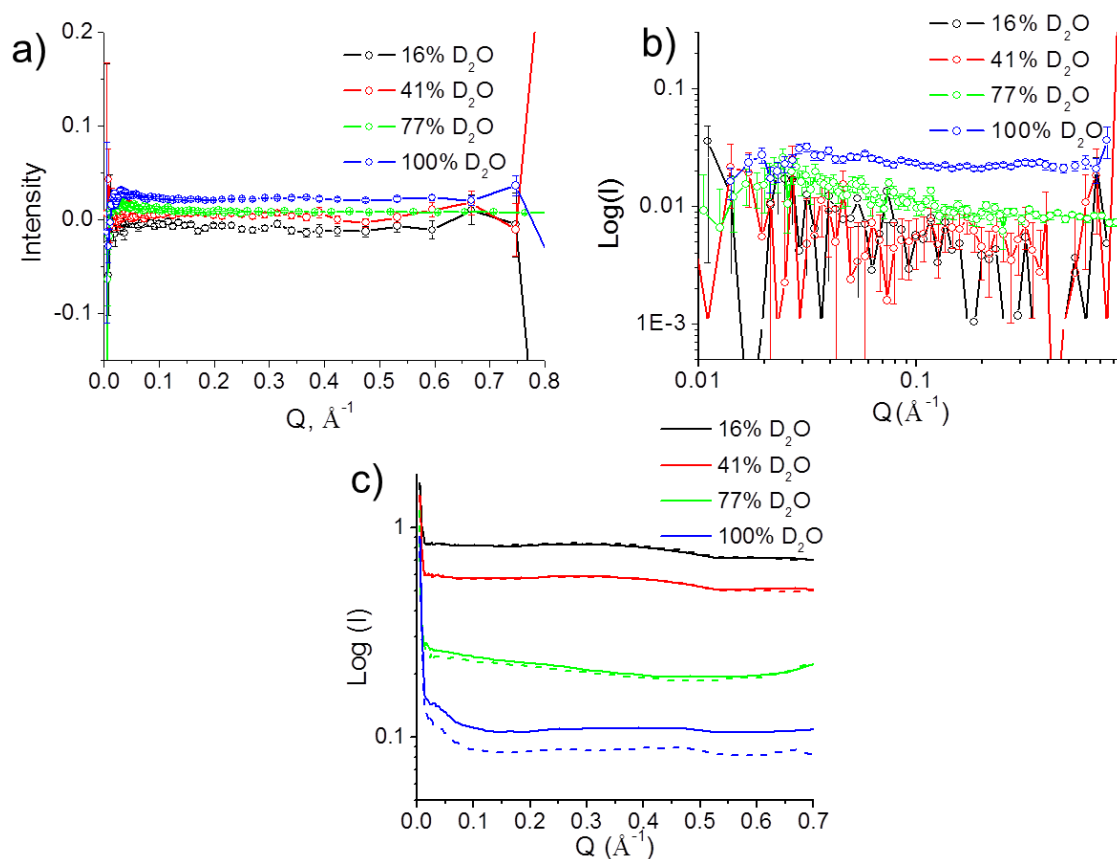 a)
0.2
0.1
0.0
-0.1
Intensity
16% D₂O
41% D₂O
77% D₂O
100% D₂O
0.0 0.1 0.2 0.3 0.4 0.5 0.6 0.7 0.8
Q, Å⁻¹
b)
0.1
0.01
1E-3
Log(I)
16% D₂O
41% D₂O
77% D₂O
100% D₂O
0.01 0.1
Q(Å⁻¹)
c)
16% D₂O
41% D₂O
77% D₂O
100% D₂O
1
0.1
Log (I)
0.0 0.1 0.2 0.3 0.4 0.5 0.6 0.7
Q (Å⁻¹)